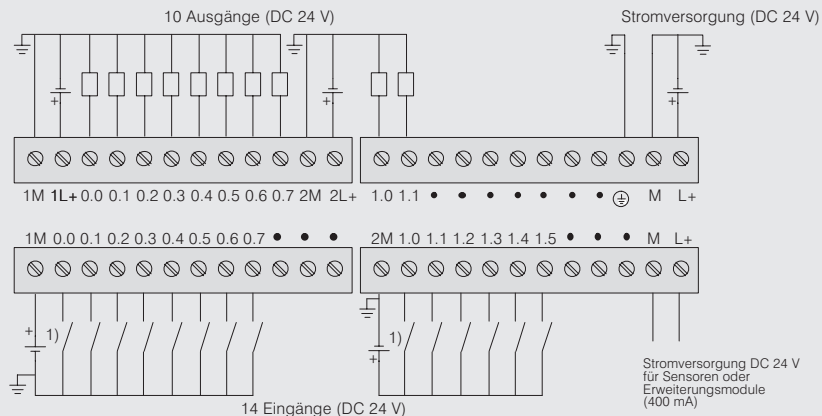 10 Ausgänge (DC 24 V)
Stromversorgung (DC 24 V)
+ + +
1M 1L+ 0.0 0.1 0.2 0.3 0.4 0.5 0.6 0.7 2M 2L+ 1.0 1.1 • • • • • • • M L+
1M 0.0 0.1 0.2 0.3 0.4 0.5 0.6 0.7 • • • 2M 1.0 1.1 1.2 1.3 1.4 1.5 • • • M L+
+ 1) 1)
+
Stromversorgung DC 24 V
für Sensoren oder
Erweiterungsmodule
(400 mA)
14 Eingänge (DC 24 V)